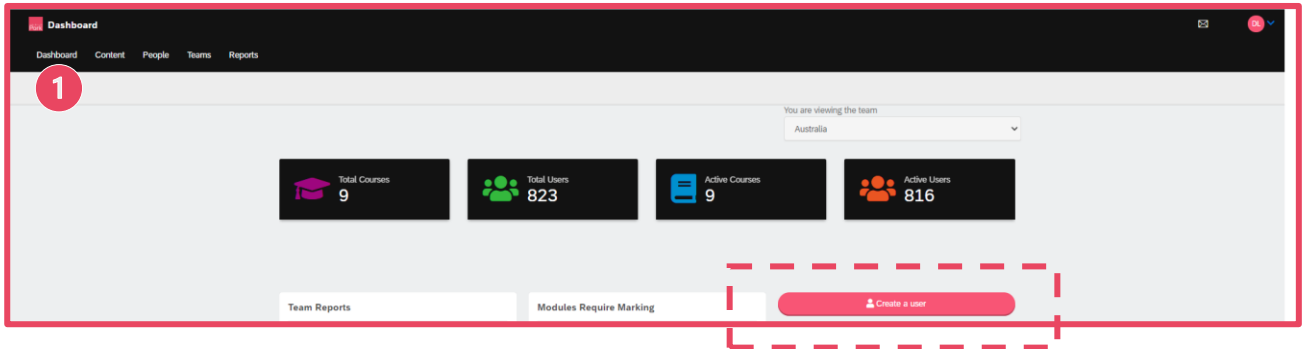 Dashboard
DL
Dashboard Content People Teams Reports
1
You are viewing the team
Australia
Total Courses
9
Total Users
823
Active Courses
9
Active Users
816
Team Reports
Modules Require Marking
Create a user